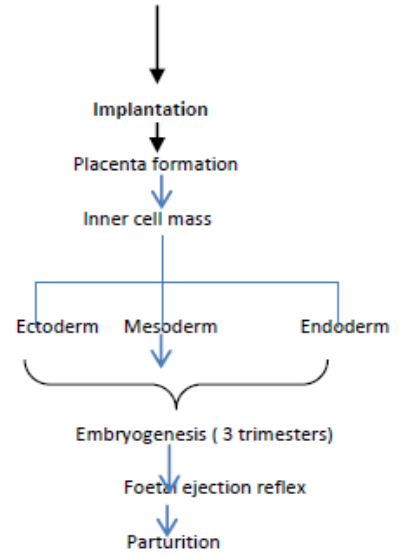 Implantation
Placenta formation
Inner cell mass
Ectoderm Mesoderm Endoderm
Embryogenesis ( 3 trimesters)
Foetal ejection reflex
Parturition